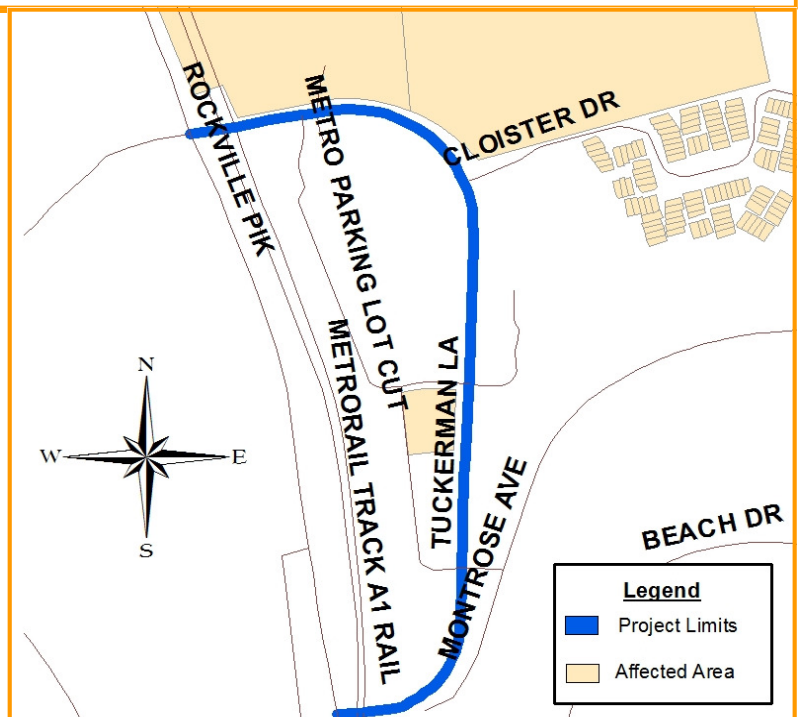 ROCKVILLE PIK
METRO PARKING LOT CUT
CLOISTER DR
METRORAIL TRACK A1 RAIL
TUCKERMAN LA
MONTROSE AVE
BEACH DR
N
W
E
S
Legend
Project Limits
Affected Area